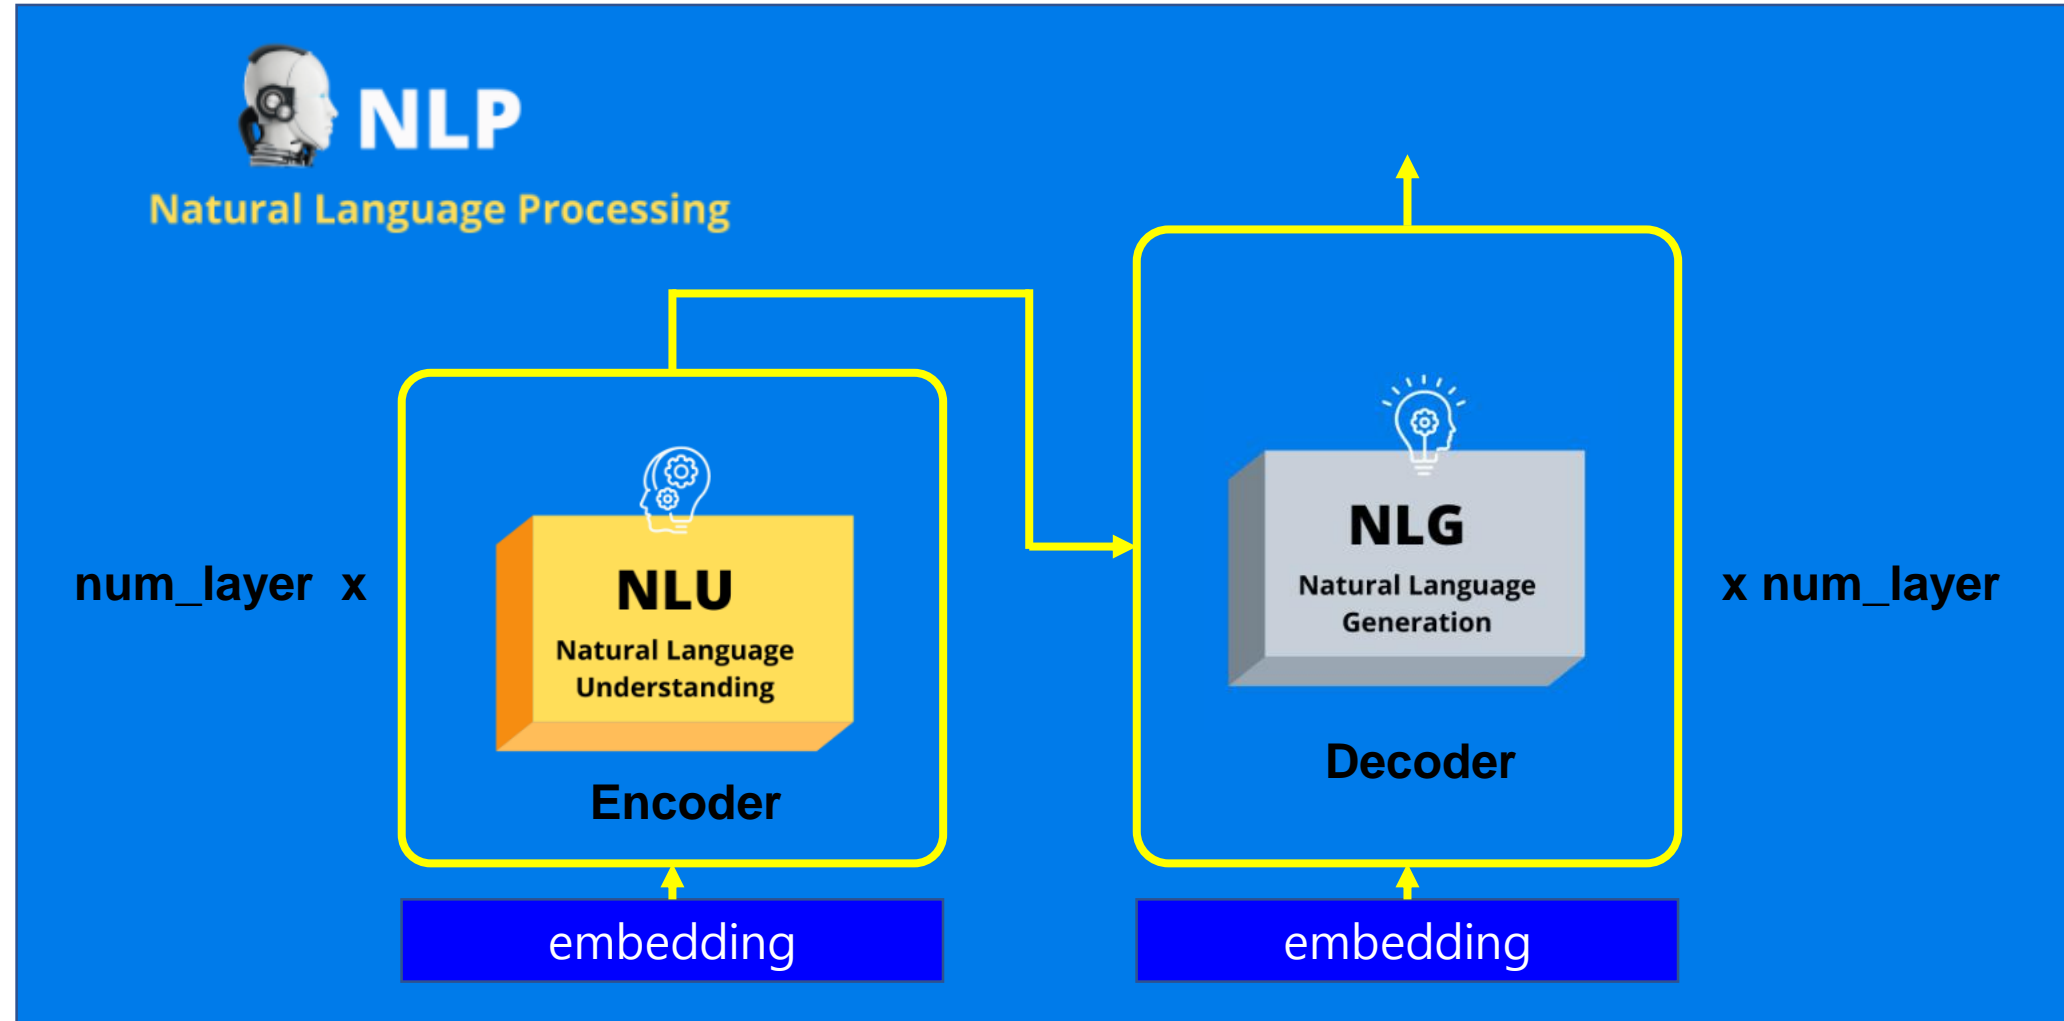 NLP
Natural Language Processing
num_layer x
NLU
Natural Language
Understanding
Encoder
embedding
NLG
Natural Language
Generation
Decoder
x num_layer
embedding